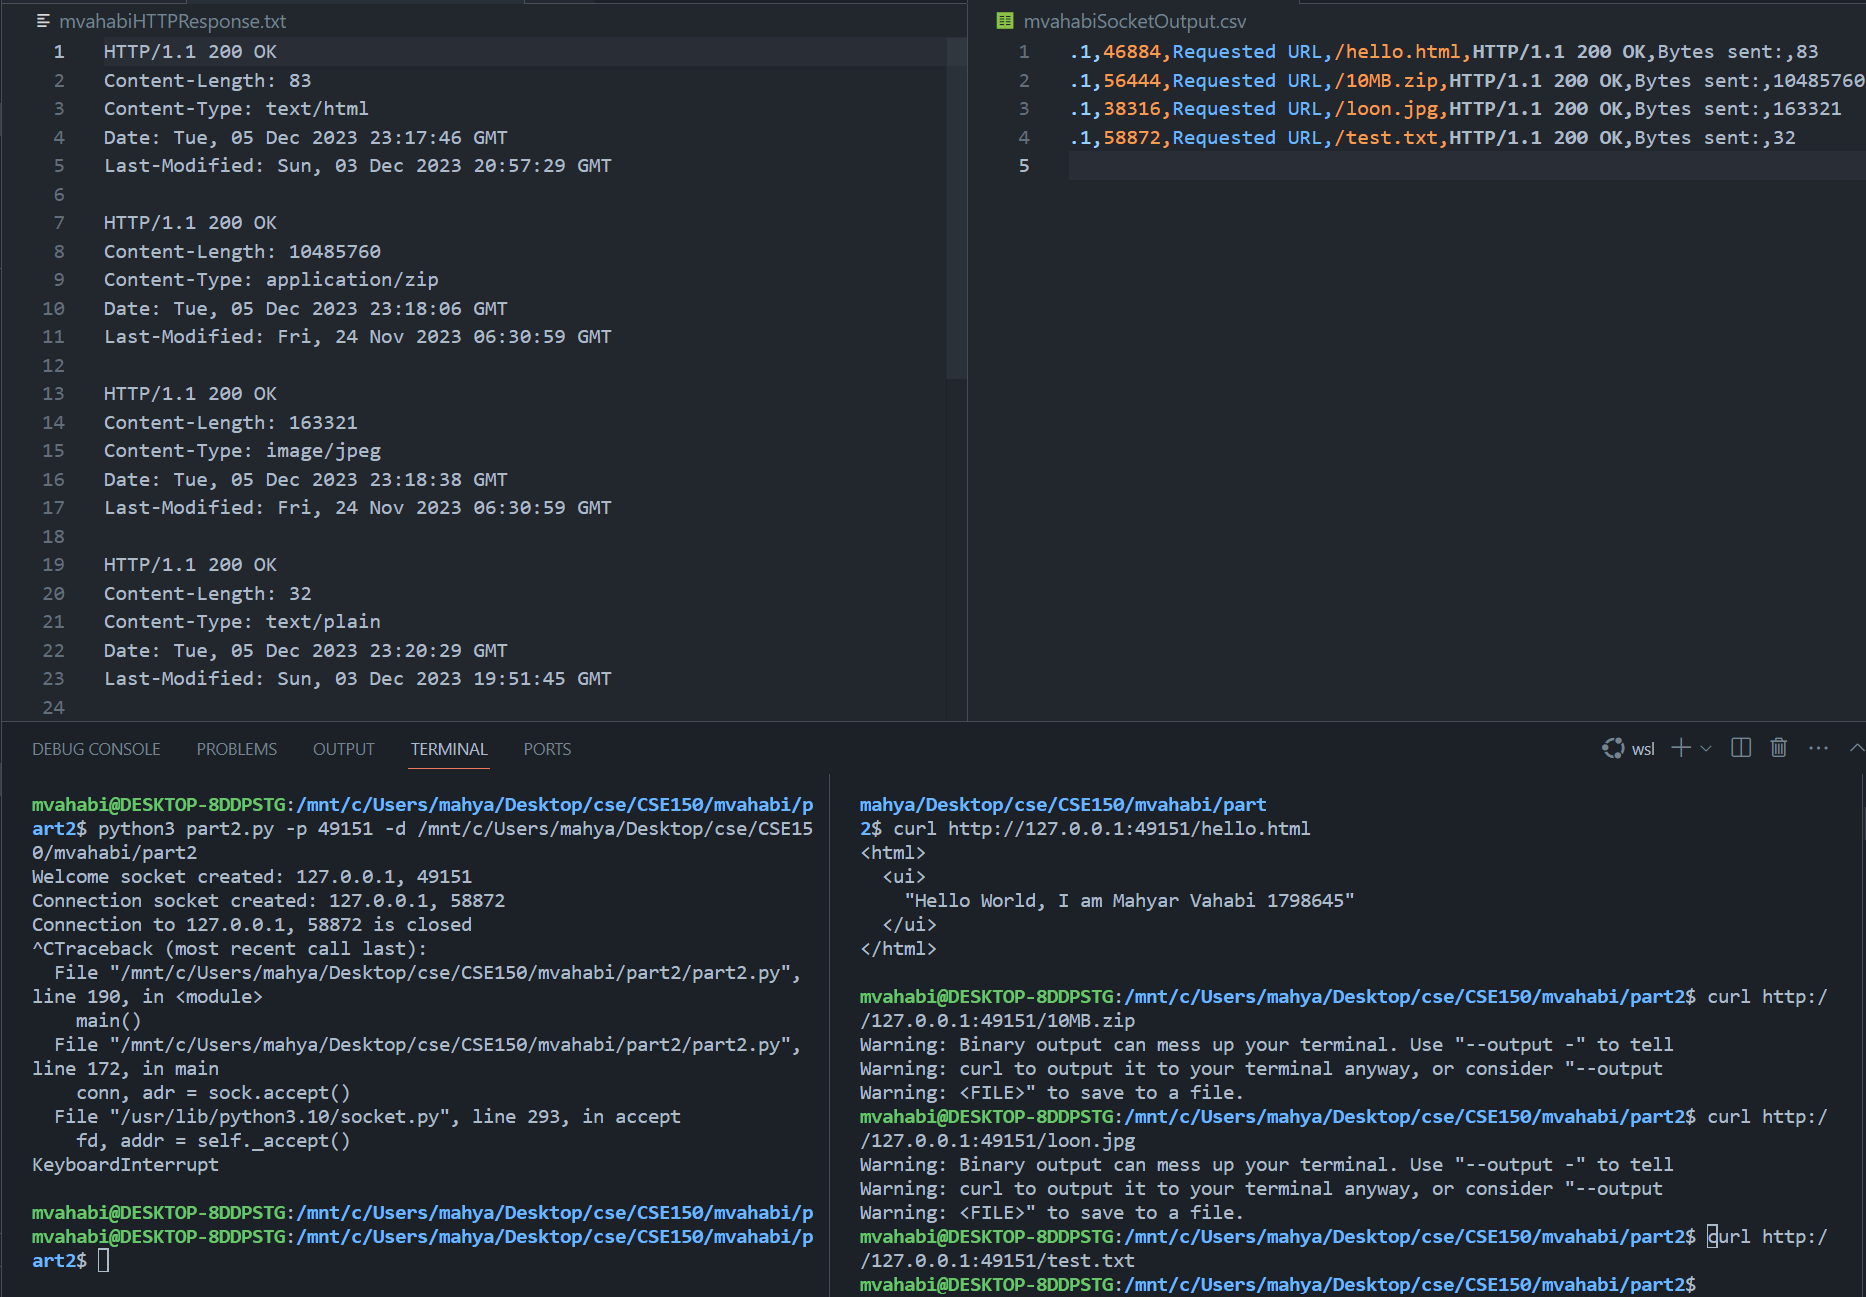 mvahabiHTTPResponse.txt
1 HTTP/1.1 200 OK
2 Content-Length: 83
3 Content-Type: text/html
4 Date: Tue, 05 Dec 2023 23:17:46 GMT
5 Last-Modified: Sun, 03 Dec 2023 20:57:29 GMT
6
7 HTTP/1.1 200 OK
8 Content-Length: 10485760
9 Content-Type: application/zip
10 Date: Tue, 05 Dec 2023 23:18:06 GMT
11 Last-Modified: Fri, 24 Nov 2023 06:30:59 GMT
12
13 HTTP/1.1 200 OK
14 Content-Length: 163321
15 Content-Type: image/jpeg
16 Date: Tue, 05 Dec 2023 23:18:38 GMT
17 Last-Modified: Fri, 24 Nov 2023 06:30:59 GMT
18
19 HTTP/1.1 200 OK
20 Content-Length: 32
21 Content-Type: text/plain
22 Date: Tue, 05 Dec 2023 23:20:29 GMT
23 Last-Modified: Sun, 03 Dec 2023 19:51:45 GMT
24
mvahabiSocketOutput.csv
1 .1,46884,Requested URL,/hello.html,HTTP/1.1 200 OK,Bytes sent:,83
2 .1,56444,Requested URL,/10MB.zip,HTTP/1.1 200 OK,Bytes sent:,10485760
3 .1,38316,Requested URL,/loon.jpg,HTTP/1.1 200 OK,Bytes sent:,163321
4 .1,58872,Requested URL,/test.txt,HTTP/1.1 200 OK,Bytes sent:,32
5
DEBUG CONSOLE PROBLEMS OUTPUT TERMINAL PORTS
wsl
mvahabi@DESKTOP-8DDPSTG:/mnt/c/Users/mahya/Desktop/cse/CSE150/mvahabi/p
art2$ python3 part2.py -p 49151 -d /mnt/c/Users/mahya/Desktop/cse/CSE15
0/mvahabi/part2
Welcome socket created: 127.0.0.1, 49151
Connection socket created: 127.0.0.1, 58872
Connection to 127.0.0.1, 58872 is closed
^CTraceback (most recent call last):
  File "/mnt/c/Users/mahya/Desktop/cse/CSE150/mvahabi/part2/part2.py",
line 190, in <module>
    main()
  File "/mnt/c/Users/mahya/Desktop/cse/CSE150/mvahabi/part2/part2.py",
line 172, in main
    conn, adr = sock.accept()
  File "/usr/lib/python3.10/socket.py", line 293, in accept
    fd, addr = self._accept()
KeyboardInterrupt
mvahabi@DESKTOP-8DDPSTG:/mnt/c/Users/mahya/Desktop/cse/CSE150/mvahabi/p
mvahabi@DESKTOP-8DDPSTG:/mnt/c/Users/mahya/Desktop/cse/CSE150/mvahabi/p
art2$
mahya/Desktop/cse/CSE150/mvahabi/part
2$ curl http://127.0.0.1:49151/hello.html
<html>
  <ui>
    "Hello World, I am Mahyar Vahabi 1798645"
  </ui>
</html>
mvahabi@DESKTOP-8DDPSTG:/mnt/c/Users/mahya/Desktop/cse/CSE150/mvahabi/part2$ curl http:/
/127.0.0.1:49151/10MB.zip
Warning: Binary output can mess up your terminal. Use "--output -" to tell
Warning: curl to output it to your terminal anyway, or consider "--output
Warning: <FILE>" to save to a file.
mvahabi@DESKTOP-8DDPSTG:/mnt/c/Users/mahya/Desktop/cse/CSE150/mvahabi/part2$ curl http:/
/127.0.0.1:49151/loon.jpg
Warning: Binary output can mess up your terminal. Use "--output -" to tell
Warning: curl to output it to your terminal anyway, or consider "--output
Warning: <FILE>" to save to a file.
mvahabi@DESKTOP-8DDPSTG:/mnt/c/Users/mahya/Desktop/cse/CSE150/mvahabi/part2$ curl http:/
/127.0.0.1:49151/test.txt
mvahabi@DESKTOP-8DDPSTG:/mnt/c/Users/mahya/Desktop/cse/CSE150/mvahabi/part2$